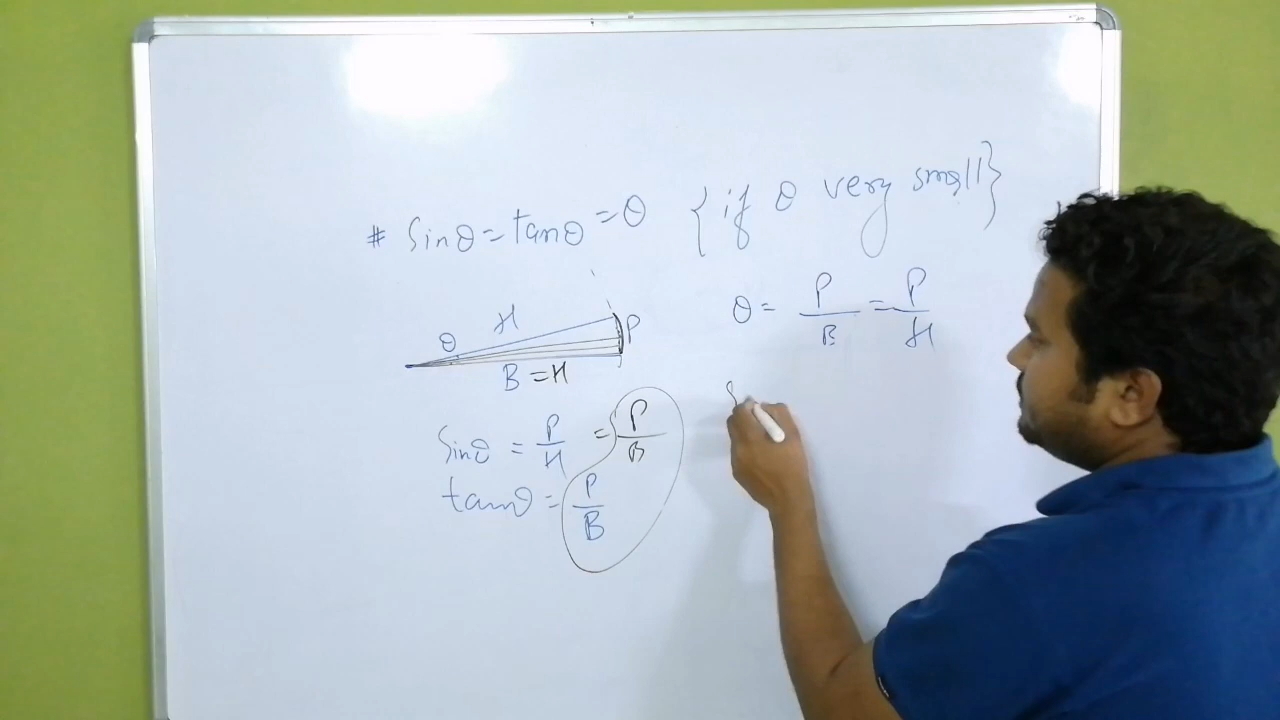 # Sinθ = tanθ = θ { if θ very small }
θ = P/B = P/H
θ H P
B = H
Sinθ = P/H = P/B
tanθ = P/B